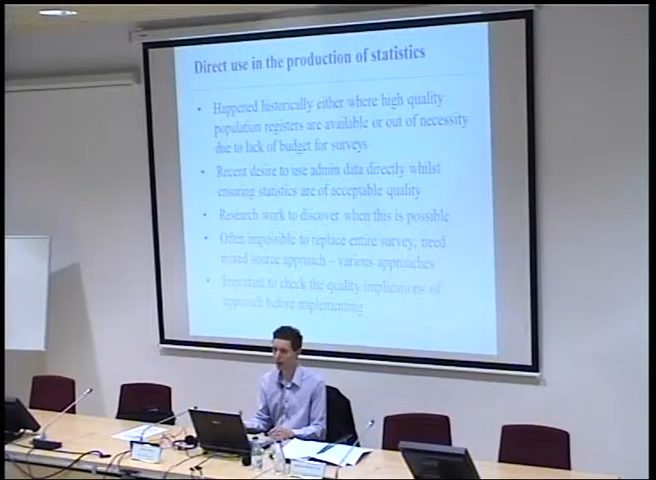 Direct use in the production of statistics
• Happened historically either where high quality
population registers are available or out of necessity
due to lack of budget for surveys
• Recent desire to use admin data directly whilst
ensuring statistics are of acceptable quality
• Research work to discover when this is possible
• Often impossible to replace entire survey, need
mixed source approach – various approaches
• Important to check the quality implications of
approach before implementing